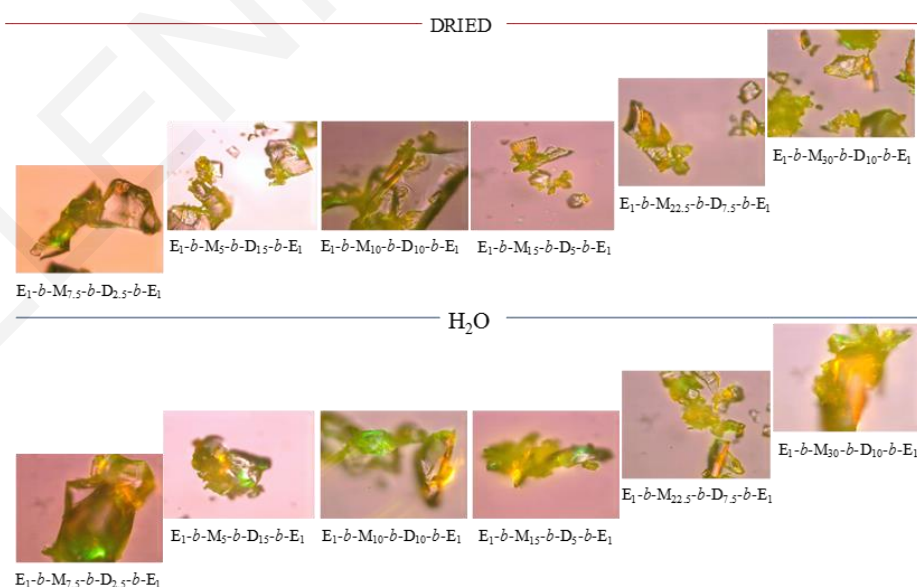 DRIED
E₁-b-M₃₀-b-D₁₀-b-E₁
E₁-b-M₂₂.₅-b-D₇.₅-b-E₁
E₁-b-M₅-b-D₁₅-b-E₁ E₁-b-M₁₀-b-D₁₀-b-E₁ E₁-b-M₁₅-b-D₅-b-E₁
E₁-b-M₇.₅-b-D₂.₅-b-E₁
H₂O
E₁-b-M₃₀-b-D₁₀-b-E₁
E₁-b-M₂₂.₅-b-D₇.₅-b-E₁
E₁-b-M₅-b-D₁₅-b-E₁ E₁-b-M₁₀-b-D₁₀-b-E₁ E₁-b-M₁₅-b-D₅-b-E₁
E₁-b-M₇.₅-b-D₂.₅-b-E₁